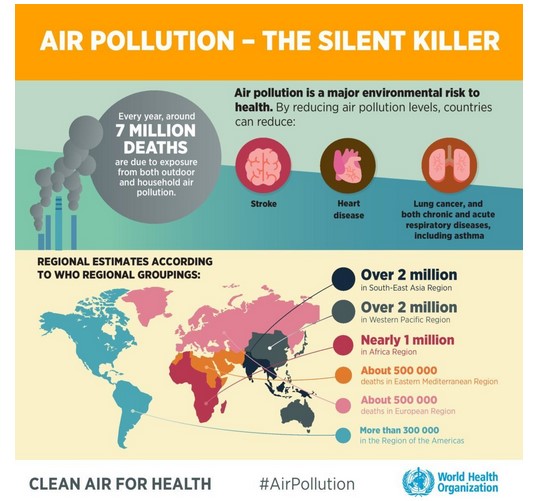 AIR POLLUTION – THE SILENT KILLER
Every year, around
7 MILLION
DEATHS
are due to exposure
from both outdoor
and household air
pollution.
Air pollution is a major environmental risk to
health. By reducing air pollution levels, countries
can reduce:
Stroke
Heart
disease
Lung cancer, and
both chronic and acute
respiratory diseases,
including asthma
REGIONAL ESTIMATES ACCORDING
TO WHO REGIONAL GROUPINGS:
Over 2 million
in South-East Asia Region
Over 2 million
in Western Pacific Region
Nearly 1 million
in Africa Region
About 500 000
deaths in Eastern Mediterranean Region
About 500 000
deaths in European Region
More than 300 000
in the Region of the Americas
CLEAN AIR FOR HEALTH
#AirPollution
World Health
Organization